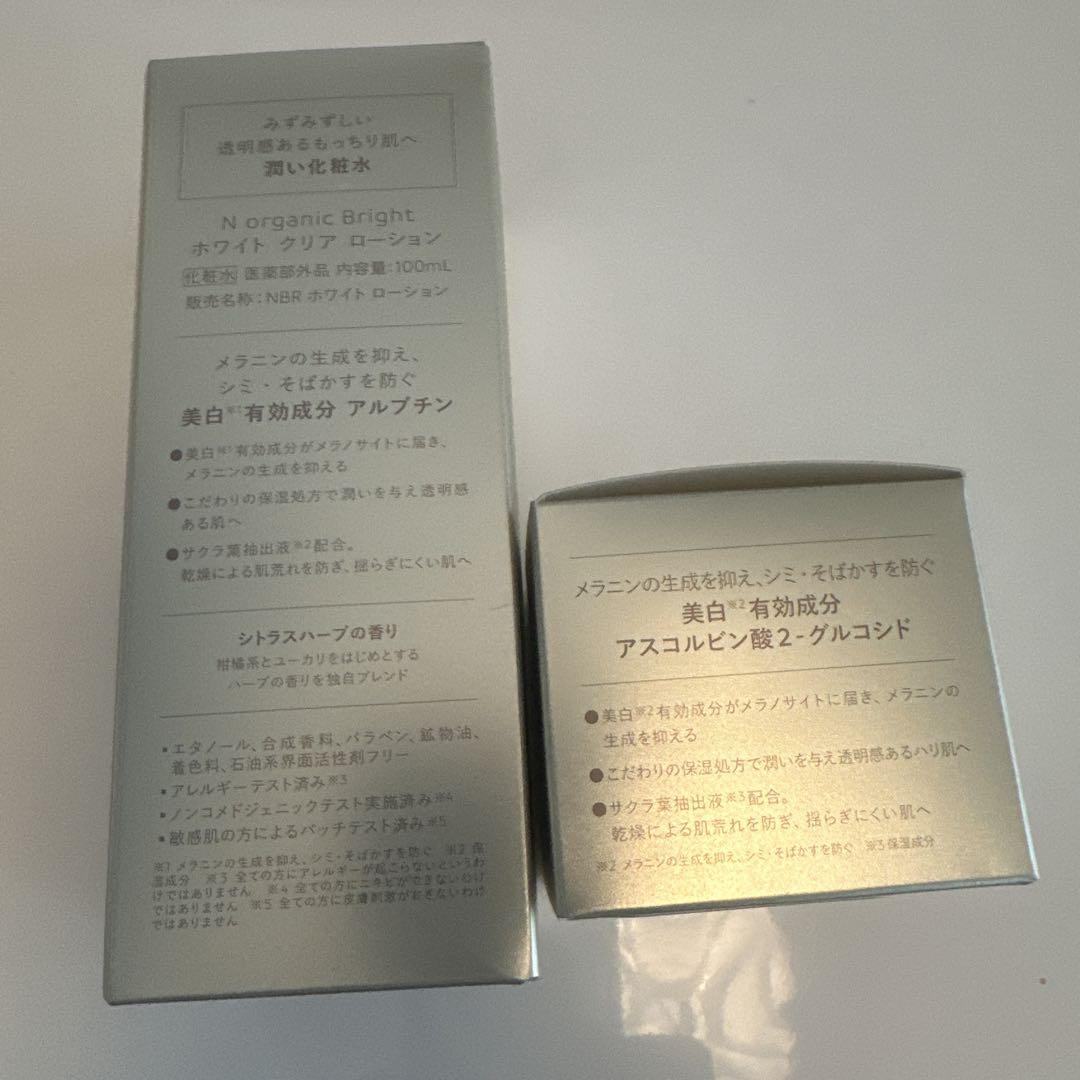 みずみずしい
透明感あるもっちり肌へ
潤い化粧水
N organic Bright
ホワイト クリア ローション
化粧水 医薬部外品 内容量:100mL
販売名称:NBR ホワイト ローション
メラニンの生成を抑え、
シミ・そばかすを防ぐ
美白※1有効成分 アルブチン
●美白※1有効成分がメラノサイトに届き、
メラニンの生成を抑える
●こだわりの保湿処方で潤いを与え透明感
ある肌へ
●サクラ葉抽出液※2配合。
乾燥による肌荒れを防ぎ、揺らぎにくい肌へ
シトラスハーブの香り
柑橘系とユーカリをはじめとする
ハーブの香りを独自ブレンド
▪エタノール、合成香料、パラベン、鉱物油、
着色料、石油系界面活性剤フリー
▪アレルギーテスト済み※3
▪ノンコメドジェニックテスト実施済み※4
▪敏感肌の方によるパッチテスト済み※5
※1 メラニンの生成を抑え、シミ・そばかすを防ぐ ※2 保
湿成分 ※3 全ての方にアレルギーが起こらないというわ
けではありません ※4 全ての方にニキビができないわけ
ではありません ※5 全ての方に皮膚刺激がおきないわけ
ではありません
メラニンの生成を抑え、シミ・そばかすを防ぐ
美白※2有効成分
アスコルビン酸2-グルコシド
●美白※2有効成分がメラノサイトに届き、メラニンの
生成を抑える
●こだわりの保湿処方で潤いを与え透明感あるハリ肌へ
●サクラ葉抽出液※3配合。
乾燥による肌荒れを防ぎ、揺らぎにくい肌へ
※2 メラニンの生成を抑え、シミ・そばかすを防ぐ ※3 保湿成分